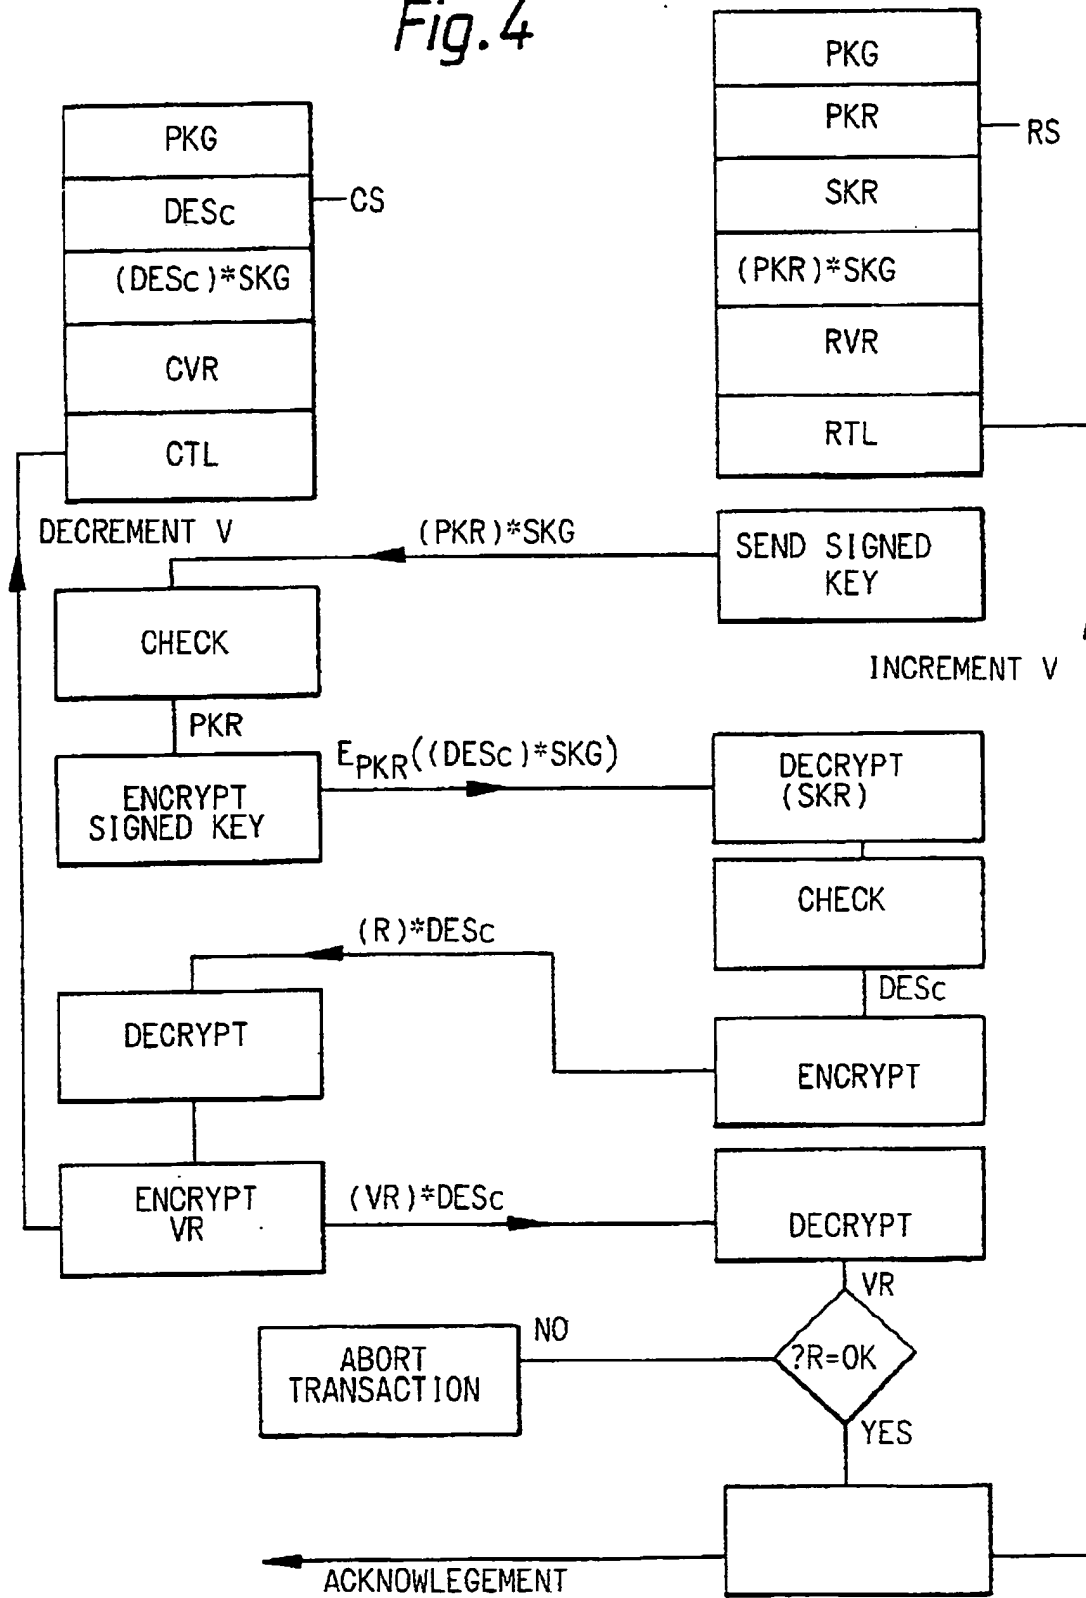 Fig.4
PKG
DESc
(DESc)*SKG
CVR
CTL
CS
PKG
PKR
SKR
(PKR)*SKG
RVR
RTL
RS
DECREMENT V
(PKR)*SKG
SEND SIGNED
KEY
CHECK
INCREMENT V
PKR
ENCRYPT
SIGNED KEY
EPKR((DESc)*SKG)
DECRYPT
(SKR)
CHECK
(R)*DESc
DESc
DECRYPT
ENCRYPT
ENCRYPT
VR
(VR)*DESc
DECRYPT
VR
?R=OK
NO
ABORT
TRANSACTION
YES
ACKNOWLEGEMENT